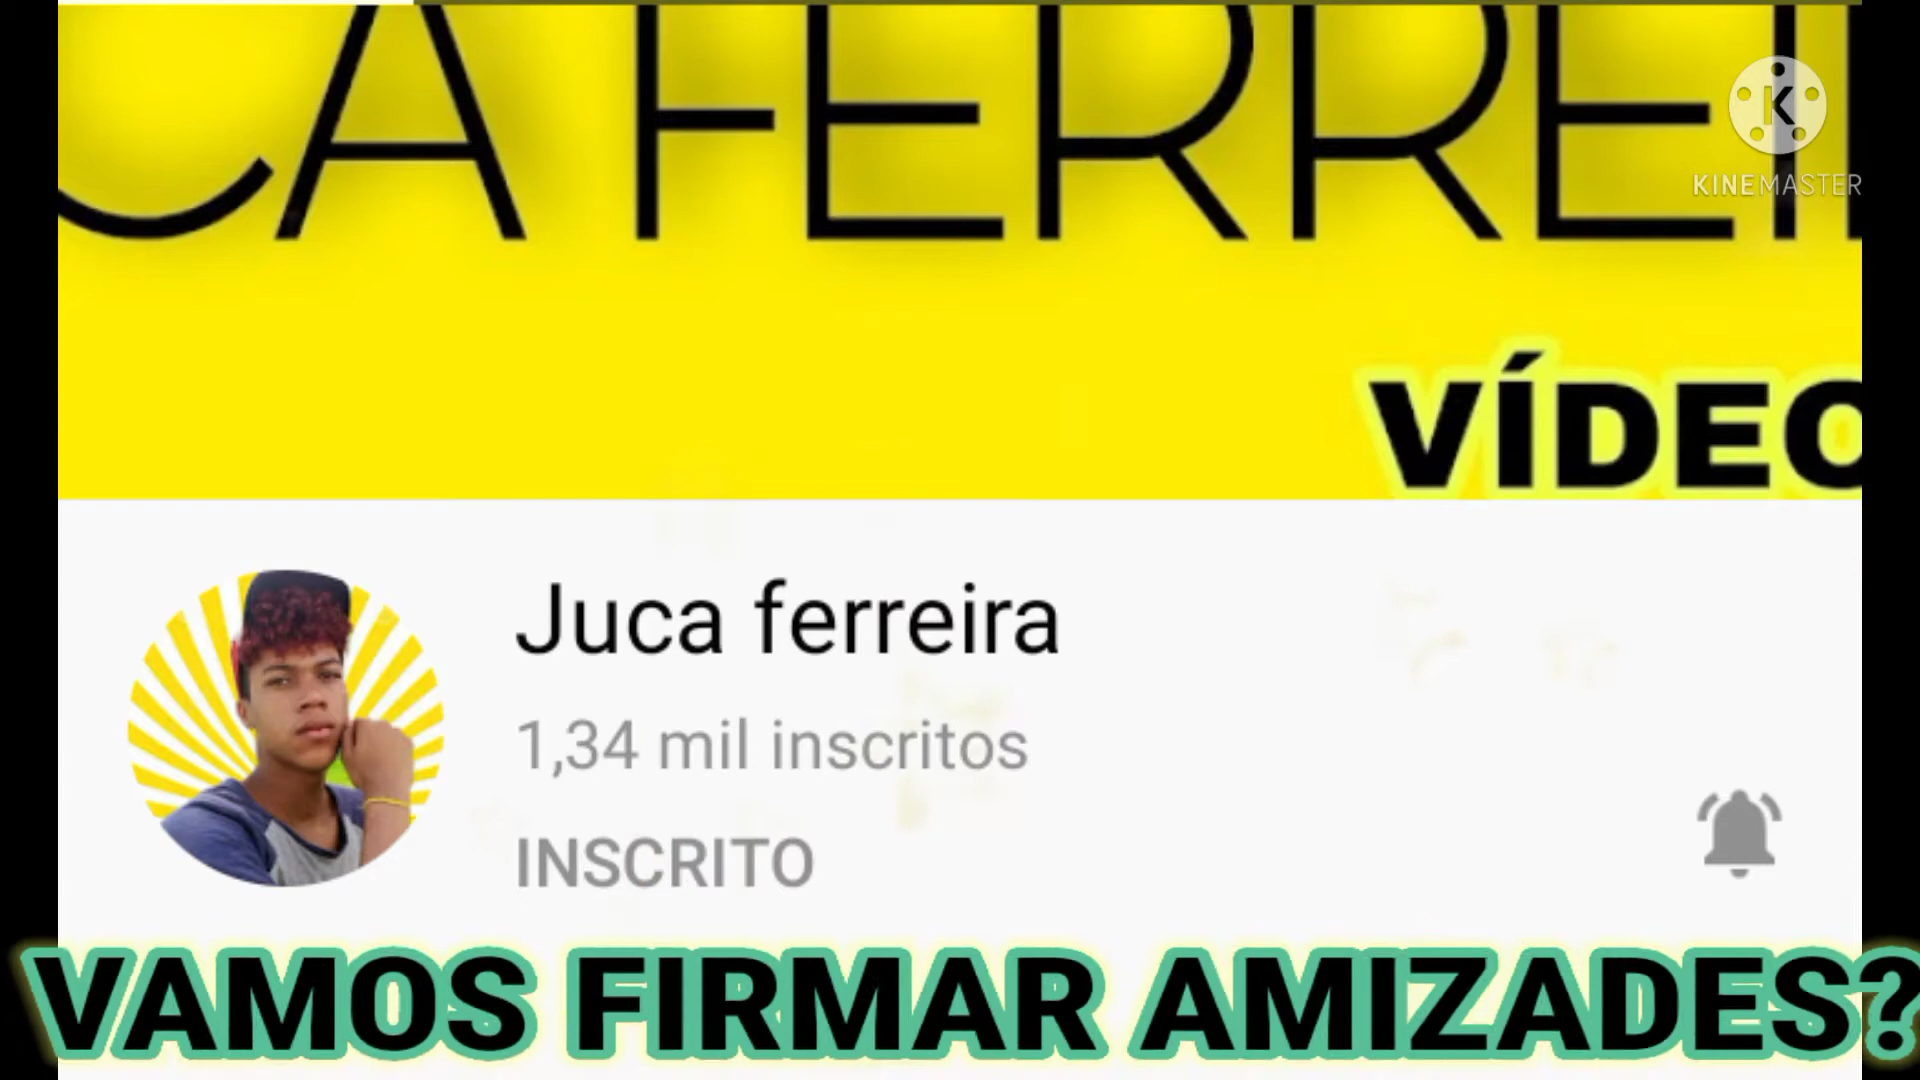 CA FERREI
KINEMASTER
VÍDEO
Juca ferreira
1,34 mil inscritos
INSCRITO
VAMOS FIRMAR AMIZADES?